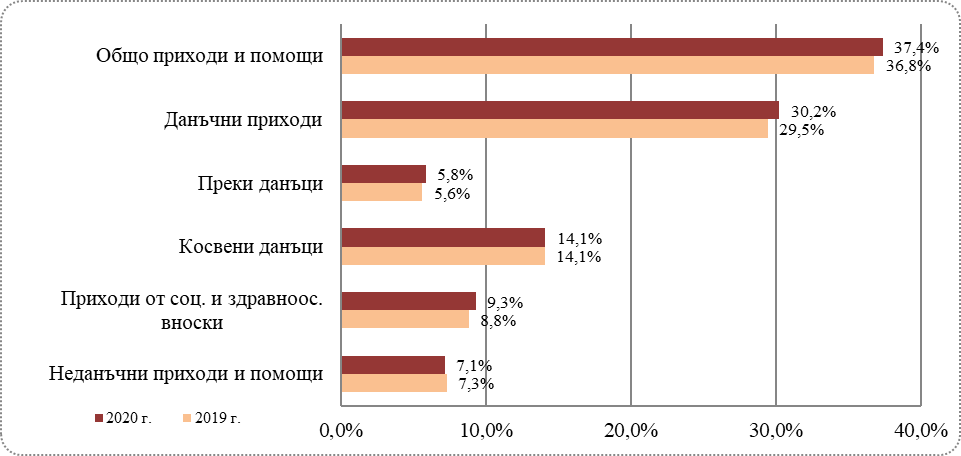 Общо приходи и помощи
37,4%
36,8%
Данъчни приходи
30,2%
29,5%
Преки данъци
5,8%
5,6%
Косвени данъци
14,1%
14,1%
Приходи от соц. и здравноос.
вноски
9,3%
8,8%
Неданъчни приходи и помощи
7,1%
7,3%
2020 г. 2019 г.
0,0% 10,0% 20,0% 30,0% 40,0%